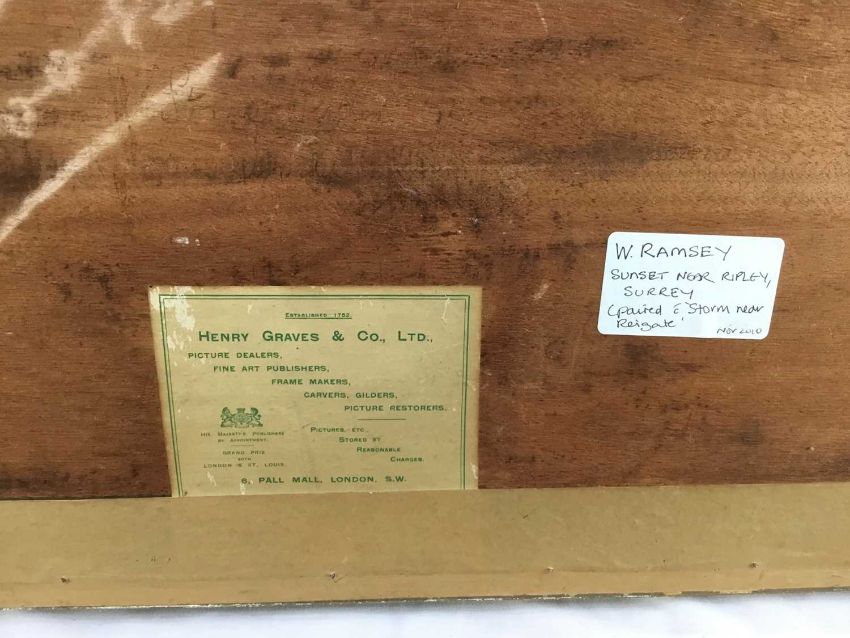 ESTABLISHED 1752.
HENRY GRAVES & CO., LTD.,
PICTURE DEALERS,
FINE ART PUBLISHERS,
FRAME MAKERS,
CARVERS, GILDERS,
PICTURE RESTORERS.
HIS MAJESTY'S PUBLISHERS
BY APPOINTMENT.
GRAND PRIX
BOTH
LONDON & ST. LOUIS.
PICTURES, ETC.,
STORED AT
REASONABLE
CHARGES.
6, PALL MALL, LONDON, S.W.
W. RAMSEY
SUNSET NEAR RIPLEY,
SURREY
(paired c̄ 'Storm near
Reigate'
Nov 2010